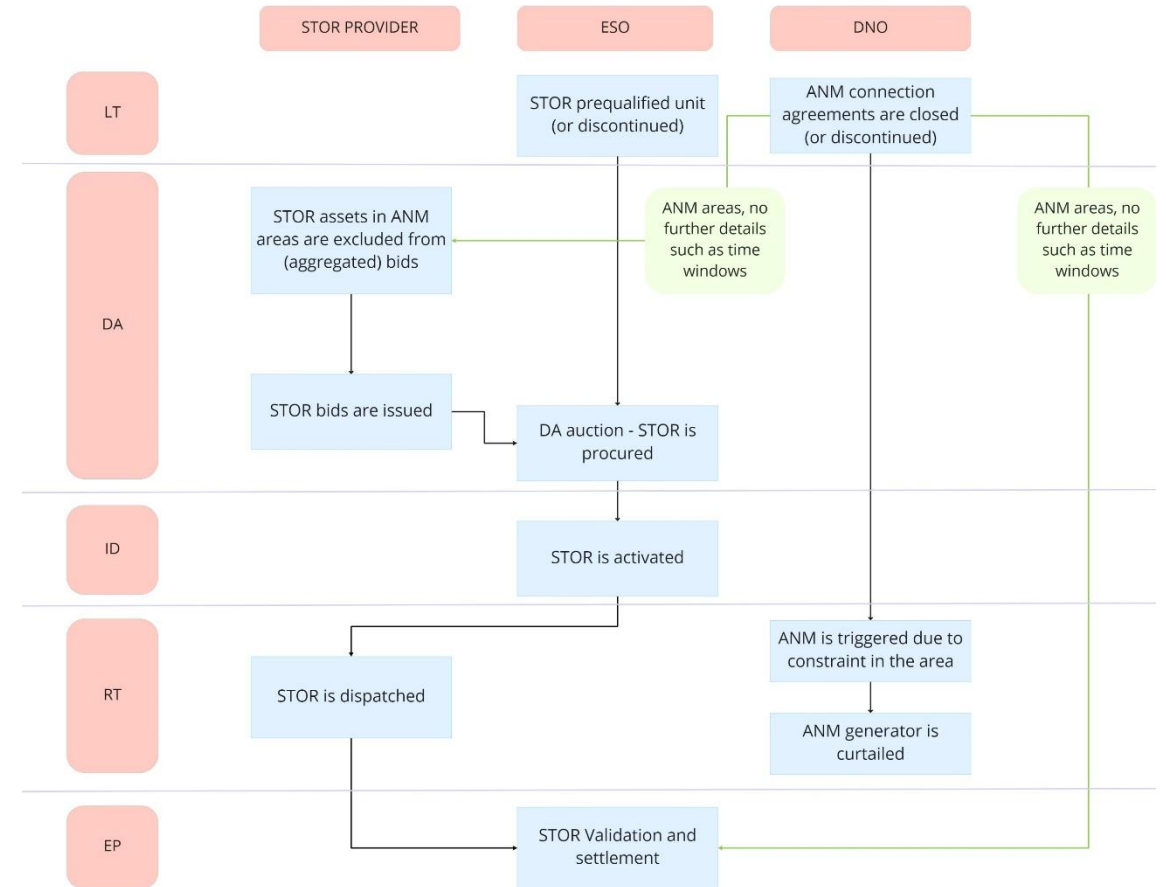 STOR PROVIDER
ESO
DNO
LT
STOR prequalified unit
(or discontinued)
ANM connection
agreements are closed
(or discontinued)
DA
STOR assets in ANM
areas are excluded from
(aggregated) bids
ANM areas, no
further details
such as time
windows
ANM areas, no
further details
such as time
windows
STOR bids are issued
DA auction - STOR is
procured
ID
STOR is activated
RT
STOR is dispatched
ANM is triggered due to
constraint in the area
ANM generator is
curtailed
EP
STOR Validation and
settlement